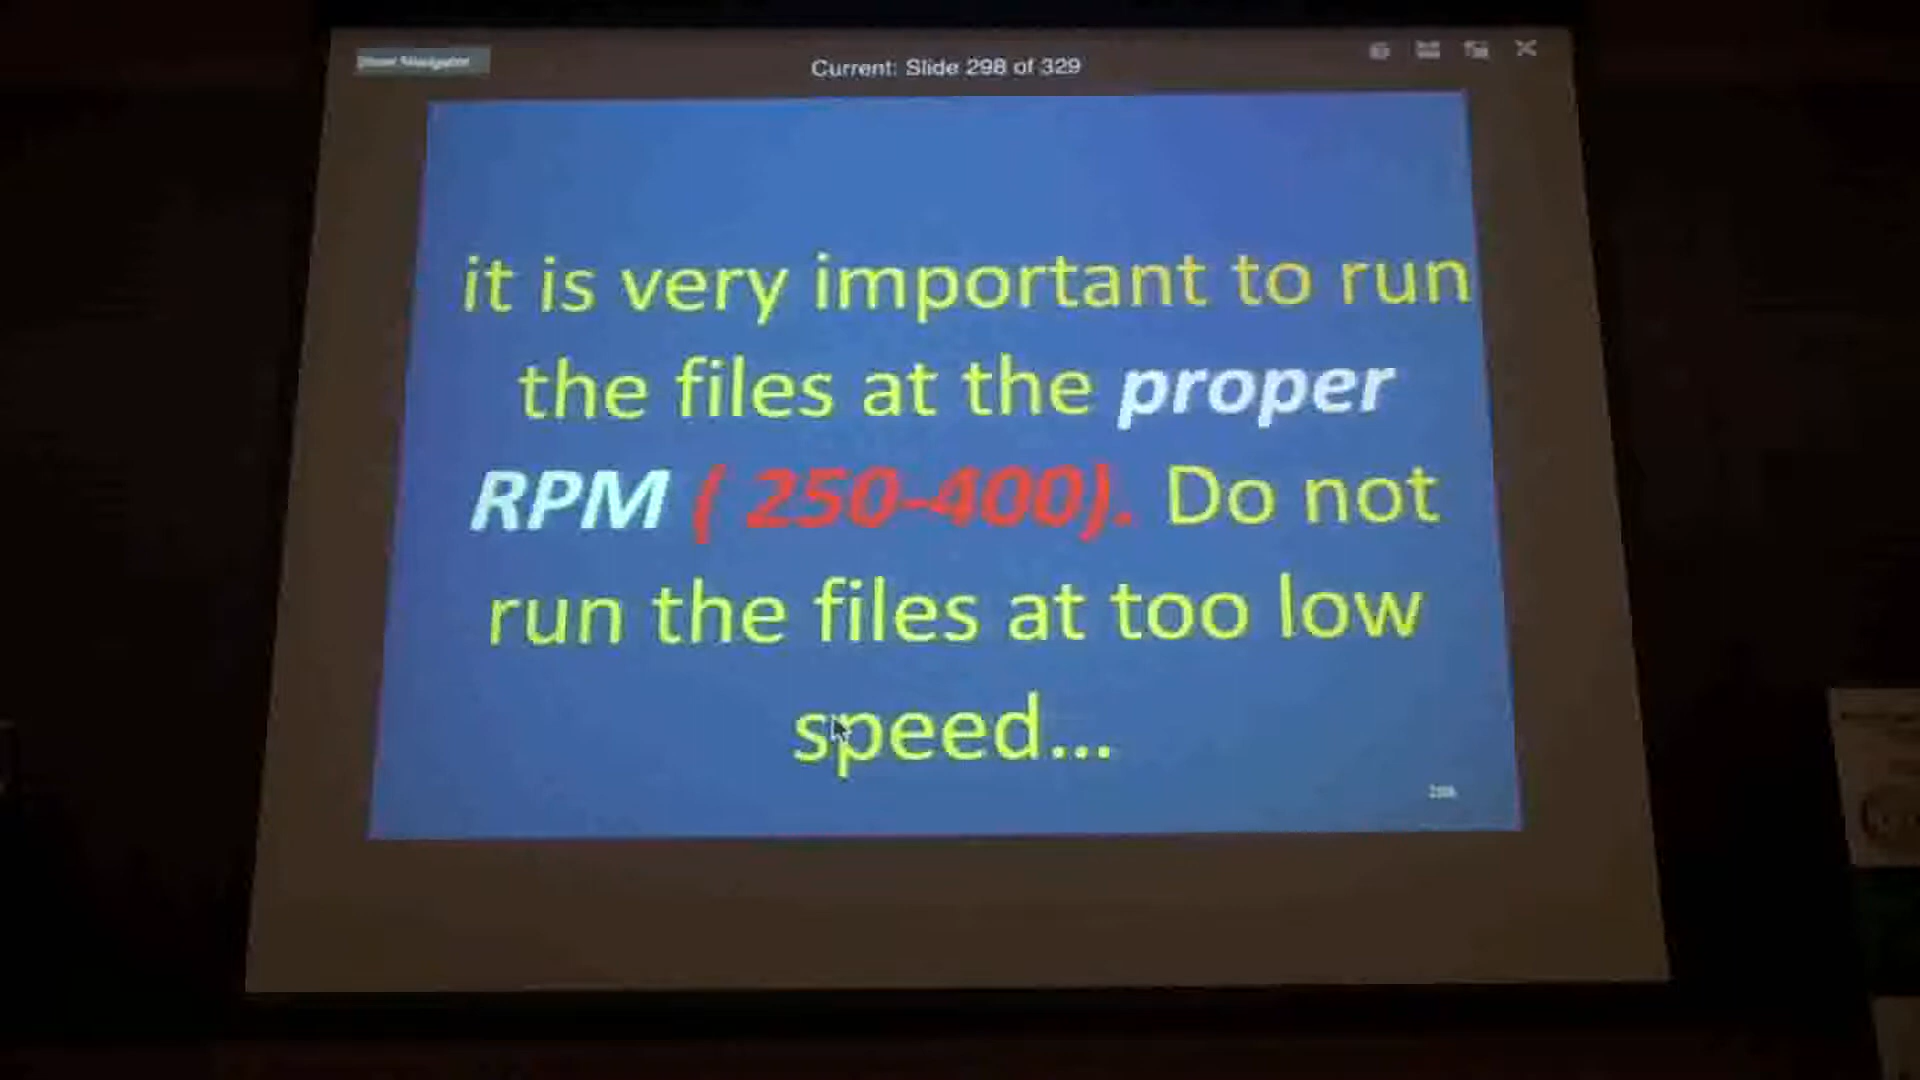 Current: Slide 298 of 329
it is very important to run
the files at the proper
RPM ( 250-400). Do not
run the files at too low
speed...